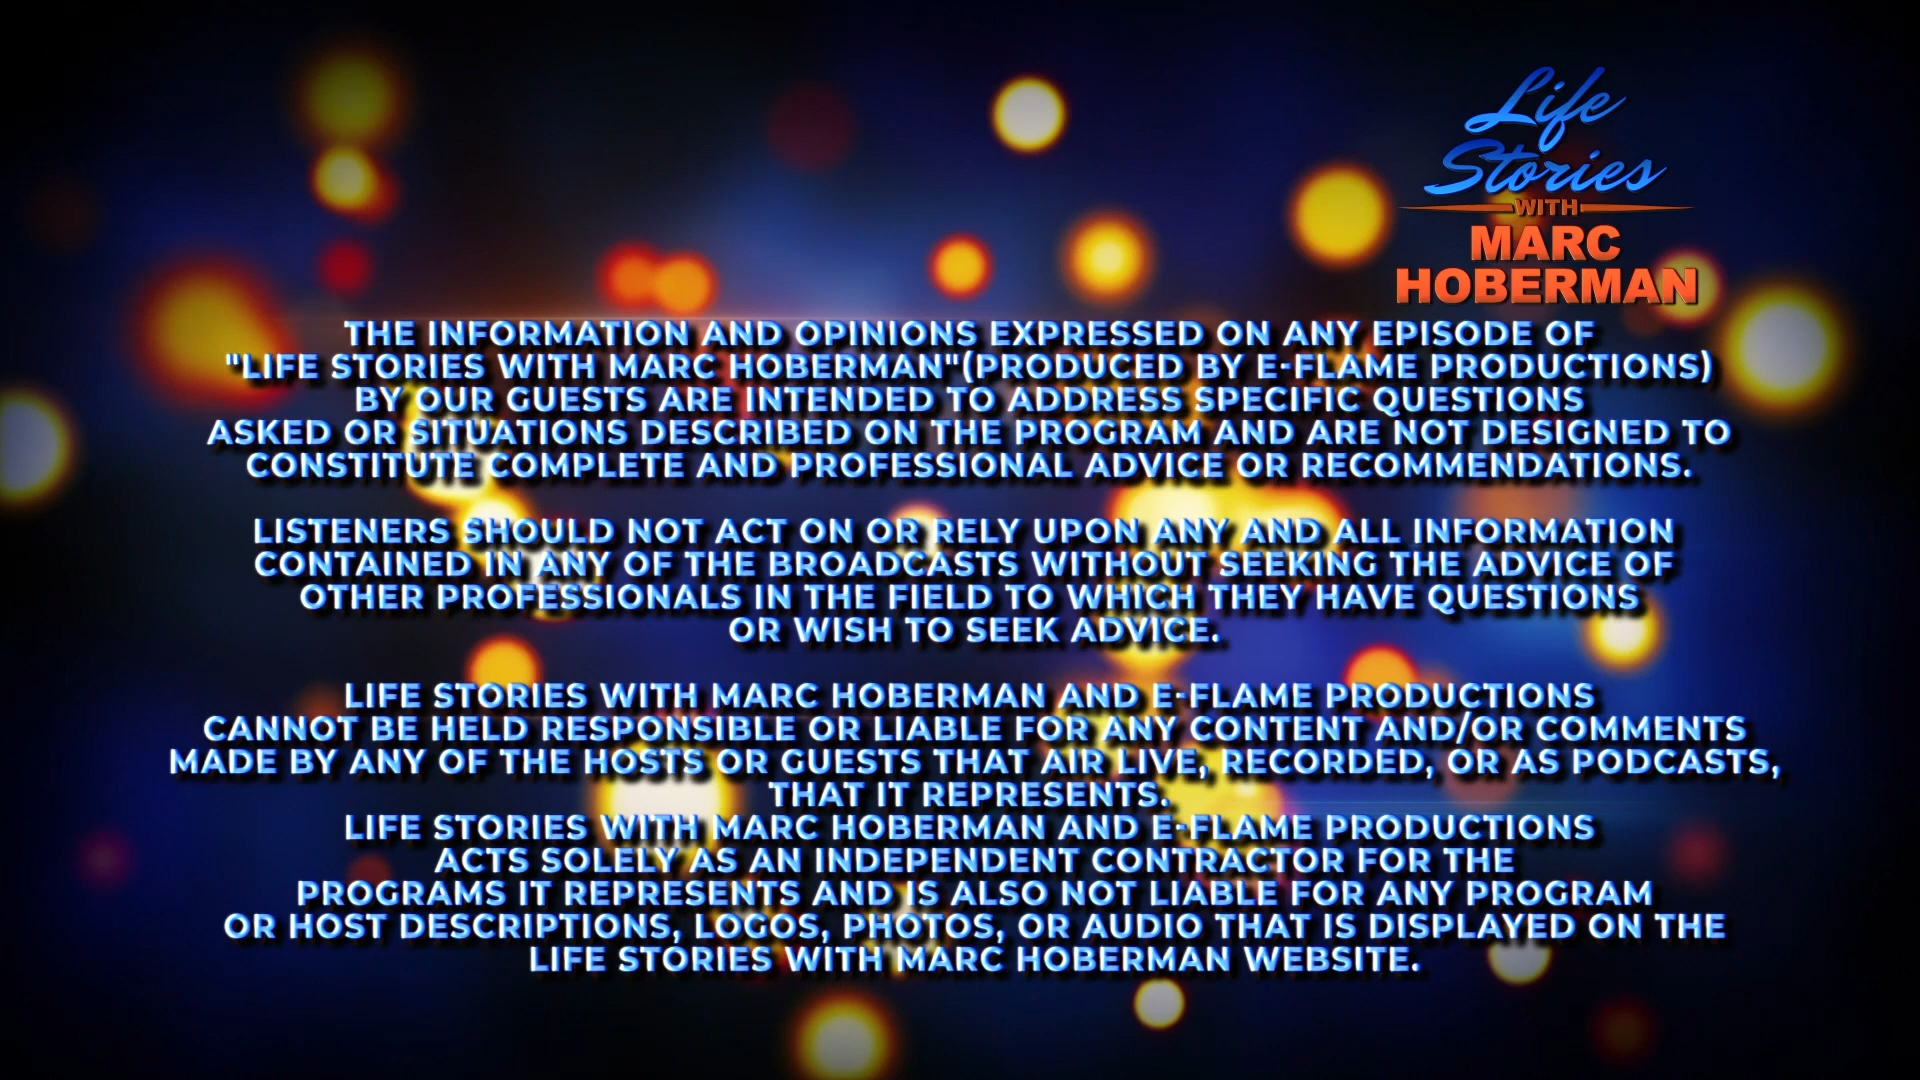 Life
Stories
WITH
MARC
HOBERMAN
THE INFORMATION AND OPINIONS EXPRESSED ON ANY EPISODE OF
"LIFE STORIES WITH MARC HOBERMAN"(PRODUCED BY E-FLAME PRODUCTIONS)
BY OUR GUESTS ARE INTENDED TO ADDRESS SPECIFIC QUESTIONS
ASKED OR SITUATIONS DESCRIBED ON THE PROGRAM AND ARE NOT DESIGNED TO
CONSTITUTE COMPLETE AND PROFESSIONAL ADVICE OR RECOMMENDATIONS.
LISTENERS SHOULD NOT ACT ON OR RELY UPON ANY AND ALL INFORMATION
CONTAINED IN ANY OF THE BROADCASTS WITHOUT SEEKING THE ADVICE OF
OTHER PROFESSIONALS IN THE FIELD TO WHICH THEY HAVE QUESTIONS
OR WISH TO SEEK ADVICE.
LIFE STORIES WITH MARC HOBERMAN AND E-FLAME PRODUCTIONS
CANNOT BE HELD RESPONSIBLE OR LIABLE FOR ANY CONTENT AND/OR COMMENTS
MADE BY ANY OF THE HOSTS OR GUESTS THAT AIR LIVE, RECORDED, OR AS PODCASTS,
THAT IT REPRESENTS.
LIFE STORIES WITH MARC HOBERMAN AND E-FLAME PRODUCTIONS
ACTS SOLELY AS AN INDEPENDENT CONTRACTOR FOR THE
PROGRAMS IT REPRESENTS AND IS ALSO NOT LIABLE FOR ANY PROGRAM
OR HOST DESCRIPTIONS, LOGOS, PHOTOS, OR AUDIO THAT IS DISPLAYED ON THE
LIFE STORIES WITH MARC HOBERMAN WEBSITE.